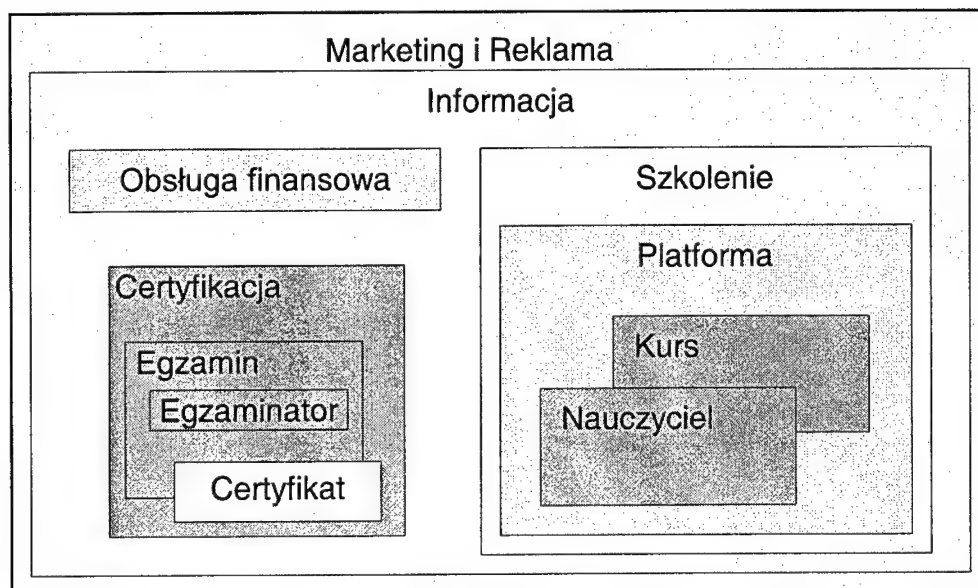 Marketing i Reklama
Informacja
Obsługa finansowa
Certyfikacja
Egzamin
Egzaminator
Certyfikat
Szkolenie
Platforma
Kurs
Nauczyciel